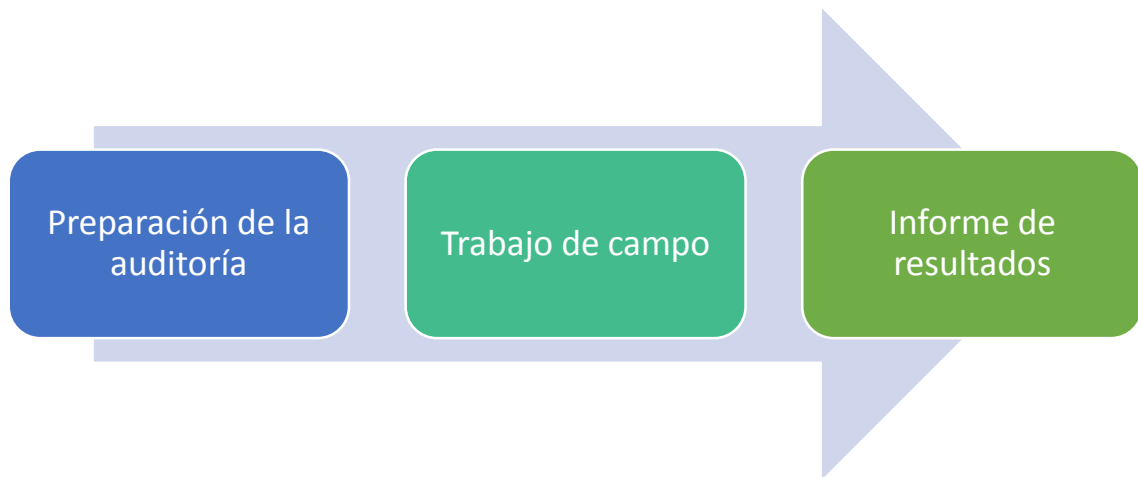 Preparación de la
auditoría
Trabajo de campo
Informe de
resultados